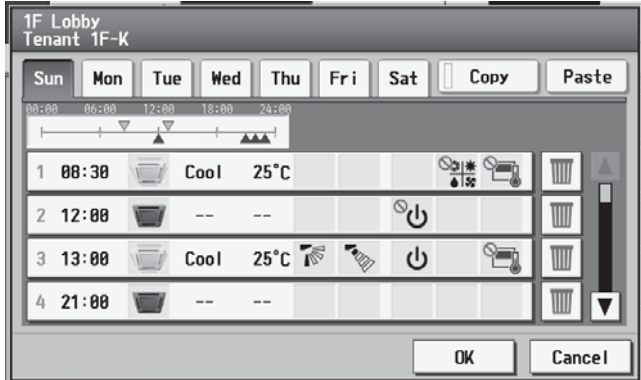 1F Lobby
Tenant 1F-K
Sun Mon Tue Wed Thu Fri Sat Copy Paste
00:00 06:00 12:00 18:00 24:00
1 08:30 Cool 25°C
2 12:00 -- --
3 13:00 Cool 25°C
4 21:00 -- --
OK Cancel